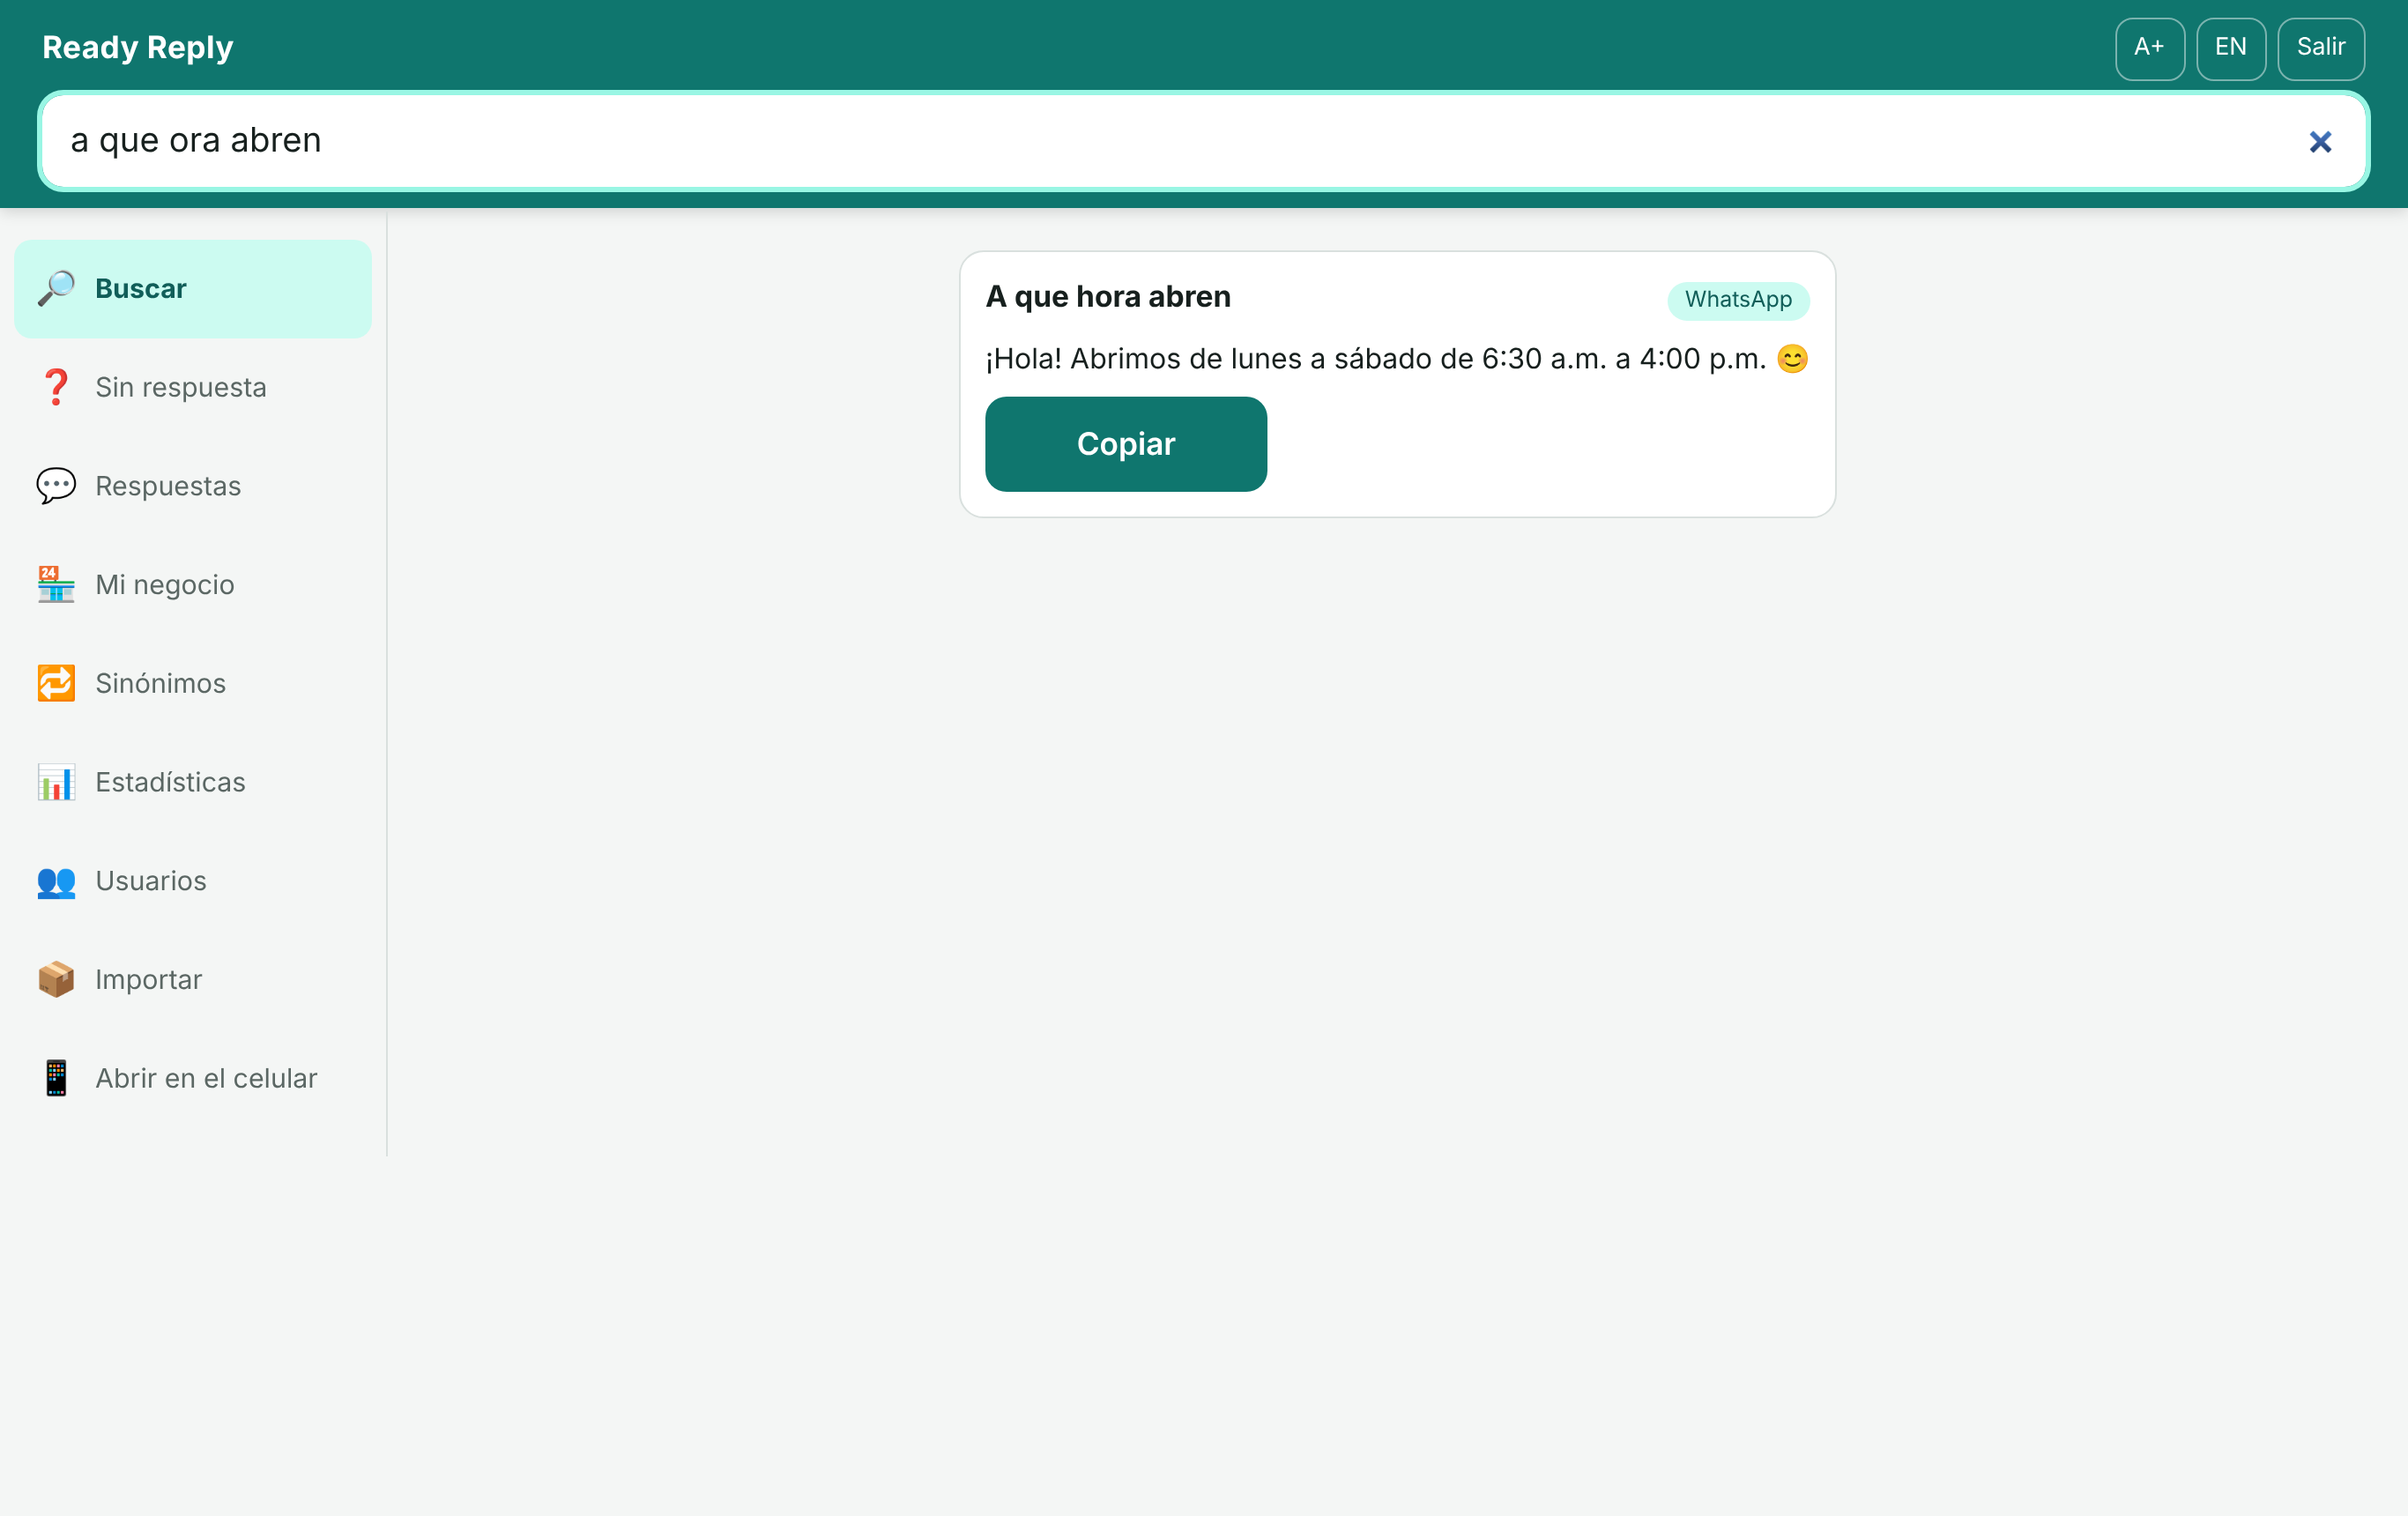 Ready Reply
A+ EN Salir
a que ora abren
Buscar
Sin respuesta
Respuestas
Mi negocio
Sinónimos
Estadísticas
Usuarios
Importar
Abrir en el celular
A que hora abren
WhatsApp
¡Hola! Abrimos de lunes a sábado de 6:30 a.m. a 4:00 p.m. 😊
Copiar